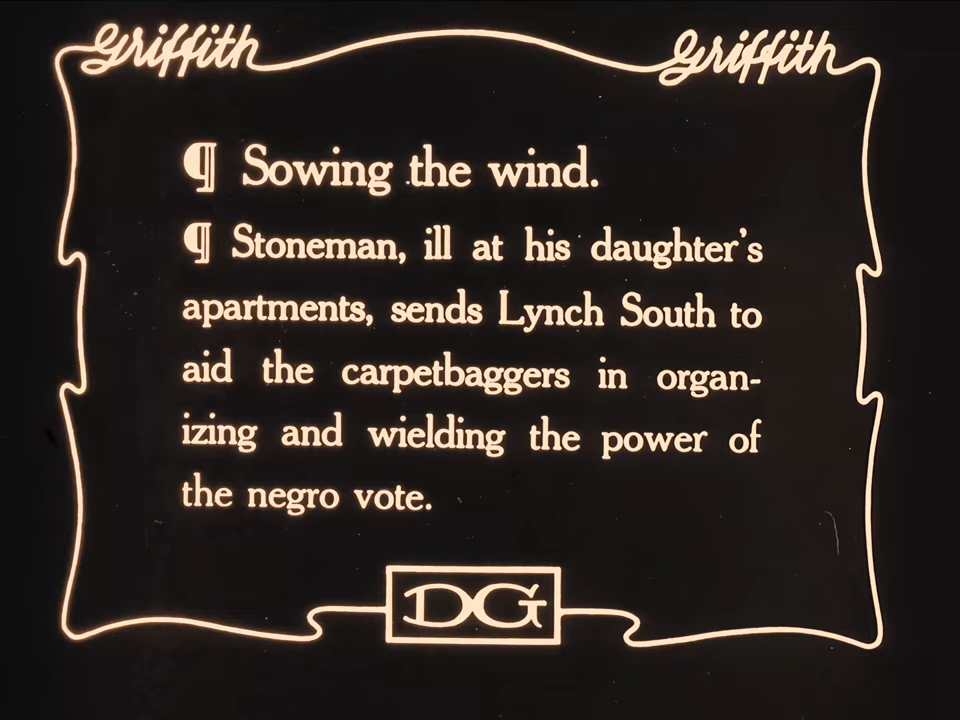 Griffith Griffith
¶ Sowing the wind.
¶ Stoneman, ill at his daughter's
apartments, sends Lynch South to
aid the carpetbaggers in organ-
izing and wielding the power of
the negro vote.
DG